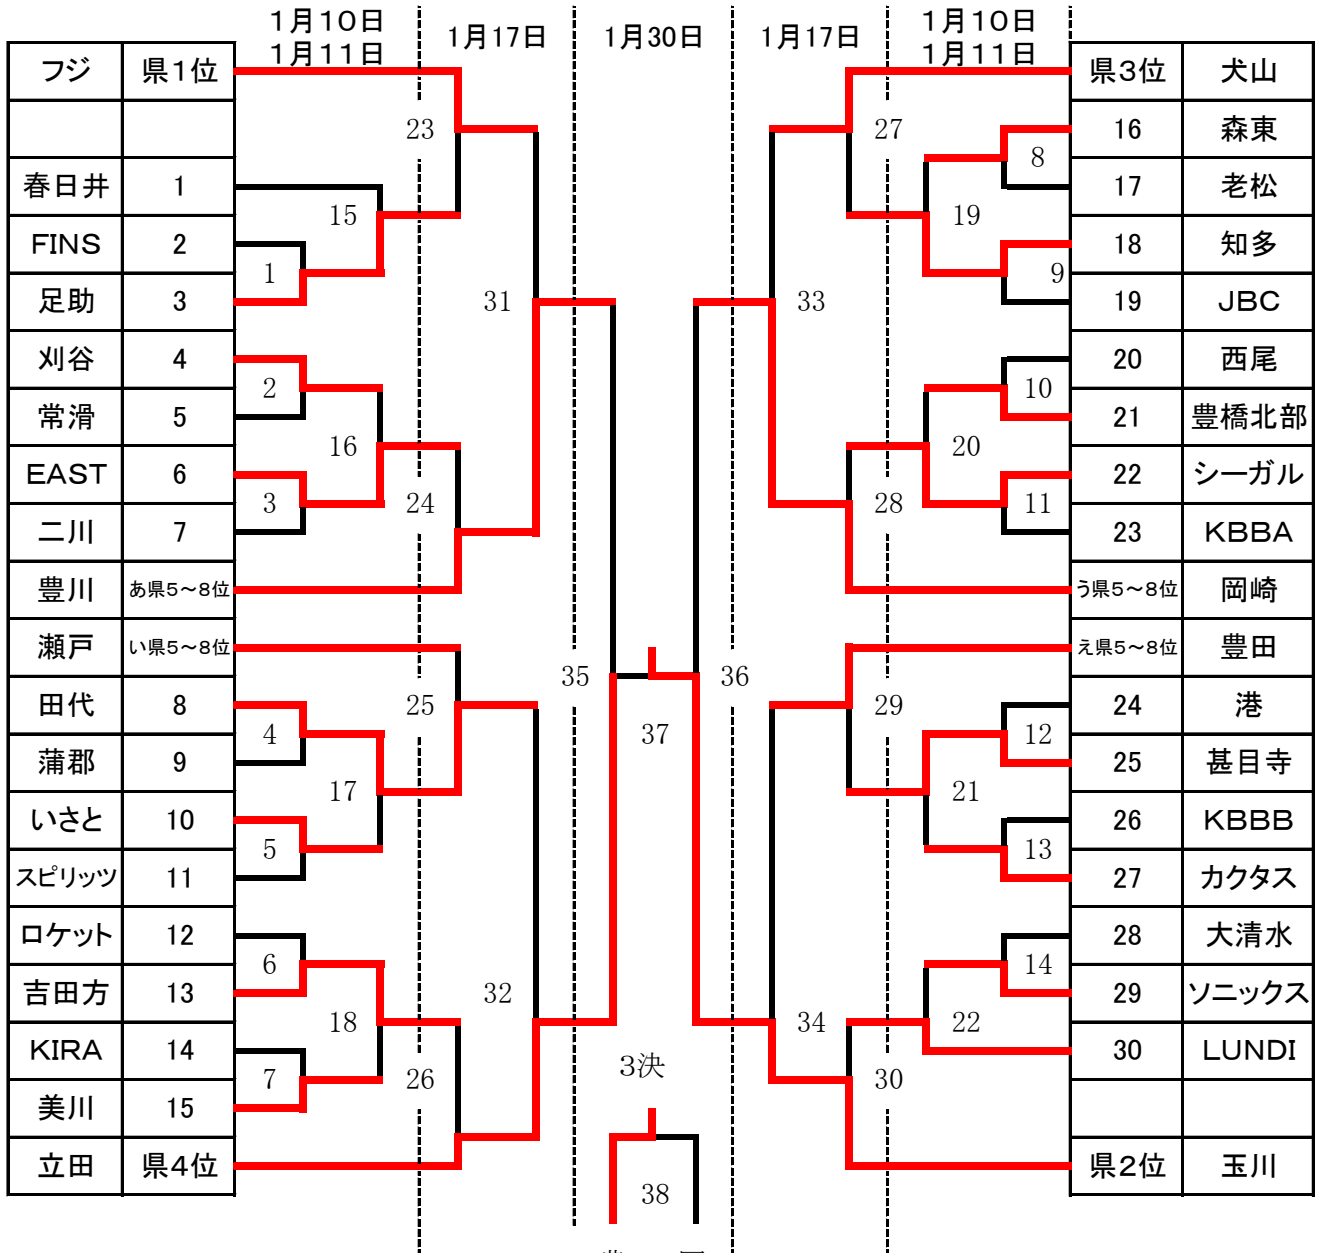 1月10日
1月11日
1月17日
1月30日
1月17日
1月10日
1月11日
フジ 県1位
春日井 1
FINS 2
足助 3
刈谷 4
常滑 5
EAST 6
二川 7
豊川 あ県5～8位
瀬戸 い県5～8位
田代 8
蒲郡 9
いさと 10
スピリッツ 11
ロケット 12
吉田方 13
KIRA 14
美川 15
立田 県4位
23
15
1
31
2
16
3
24
25
4
17
5
6
32
18
7
26
35
37
36
3決
38
27
8
19
9
33
10
20
28
11
29
12
21
13
14
34
22
30
県3位 犬山
16 森東
17 老松
18 知多
19 JBC
20 西尾
21 豊橋北部
22 シーガル
23 KBBA
う県5～8位 岡崎
え県5～8位 豊田
24 港
25 甚目寺
26 KBBB
27 カクタス
28 大清水
29 ソニックス
30 LUNDI
県2位 玉川